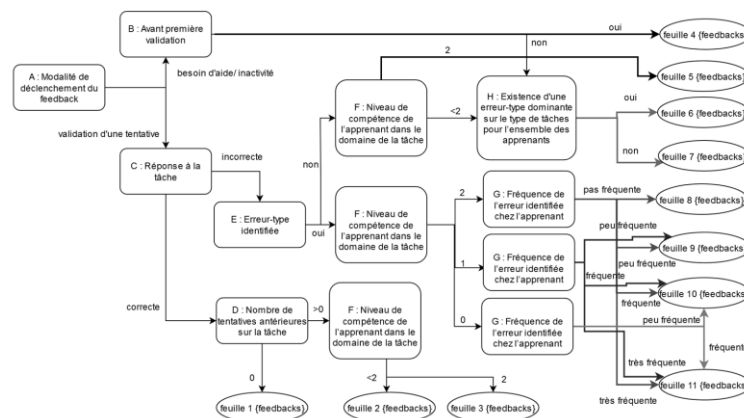 B : Avant première
validation
oui
feuille 4 {feedbacks}
non
2
feuille 5 {feedbacks}
A : Modalité de
déclenchement du
feedback
besoin d'aide/ inactivité
F : Niveau de
compétence de
l'apprenant dans le
domaine de la tâche
<2
H : Existence d'une
erreur-type dominante
sur le type de tâches
pour l'ensemble des
apprenants
oui
feuille 6 {feedbacks}
validation d'une tentative
non
non
feuille 7 {feedbacks}
C : Réponse à la
tâche
incorrecte
E : Erreur-type
identifiée
oui
F : Niveau de
compétence de
l'apprenant dans le
domaine de la tâche
2
G : Fréquence de
l'erreur identifiée
chez l'apprenant
pas fréquente
feuille 8 {feedbacks}
peu fréquente
feuille 9 {feedbacks}
peu fréquente
1
G : Fréquence de
l'erreur identifiée
chez l'apprenant
fréquente
feuille 10 {feedbacks}
fréquente
0
G : Fréquence de
l'erreur identifiée
chez l'apprenant
peu fréquente
fréquente
très fréquente
feuille 11 {feedbacks}
très fréquente
correcte
D : Nombre de
tentatives antérieures
sur la tâche
>0
F : Niveau de
compétence de
l'apprenant dans le
domaine de la tâche
0
<2
2
feuille 1 {feedbacks}
feuille 2 {feedbacks}
feuille 3 {feedbacks}